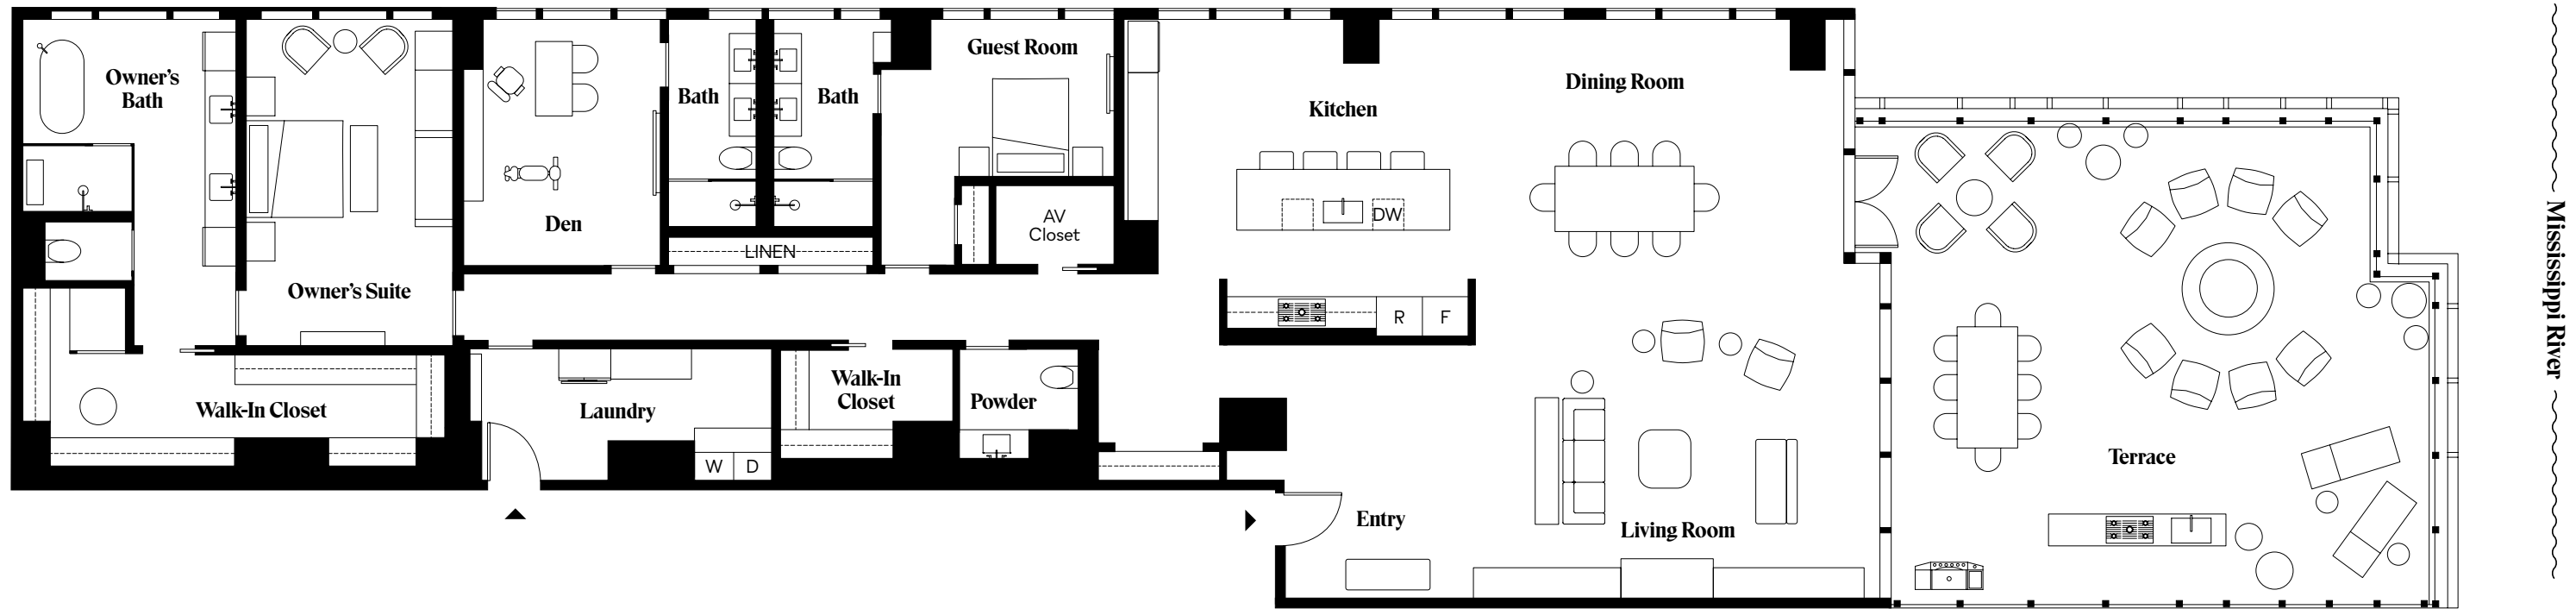 Owner's
Bath
Owner's Suite
Walk-In Closet
Den
Bath
Bath
LINEN
Guest Room
AV
Closet
Laundry
W
D
Walk-In
Closet
Powder
Kitchen
DW
R
F
Dining Room
Entry
Living Room
Terrace
Mississippi River